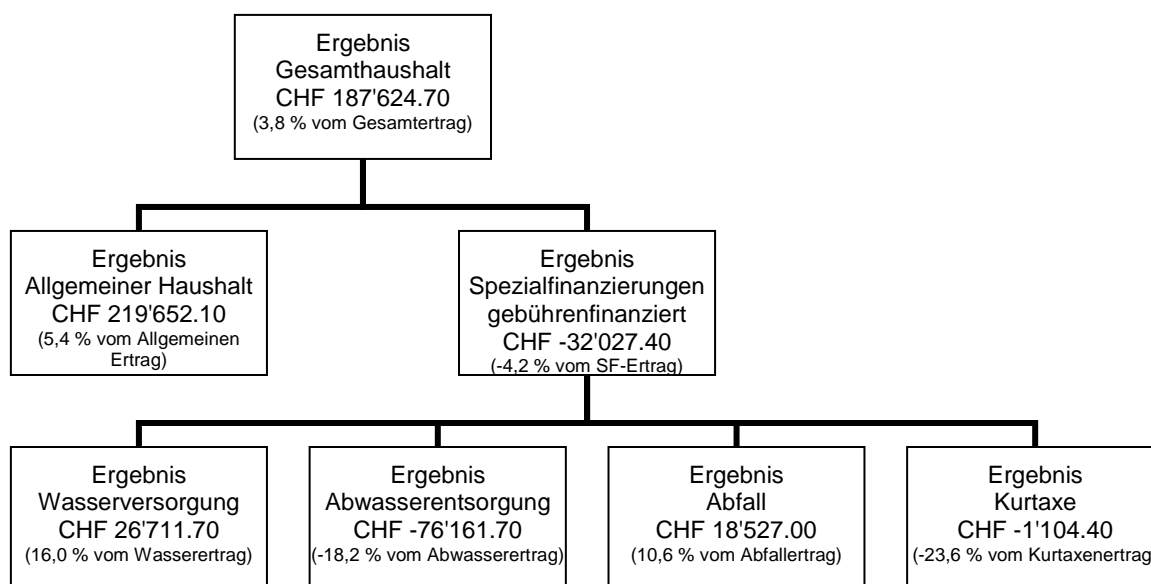 Ergebnis
Gesamthaushalt
CHF 187'624.70
(3,8 % vom Gesamtertrag)
Ergebnis
Allgemeiner Haushalt
CHF 219'652.10
(5,4 % vom Allgemeinen
Ertrag)
Ergebnis
Spezialfinanzierungen
gebührenfinanziert
CHF -32'027.40
(-4,2 % vom SF-Ertrag)
Ergebnis
Wasserversorgung
CHF 26'711.70
(16,0 % vom Wasserertrag)
Ergebnis
Abwasserentsorgung
CHF -76'161.70
(-18,2 % vom Abwasserertrag)
Ergebnis
Abfall
CHF 18'527.00
(10,6 % vom Abfallertrag)
Ergebnis
Kurtaxe
CHF -1'104.40
(-23,6 % vom Kurtaxenertrag